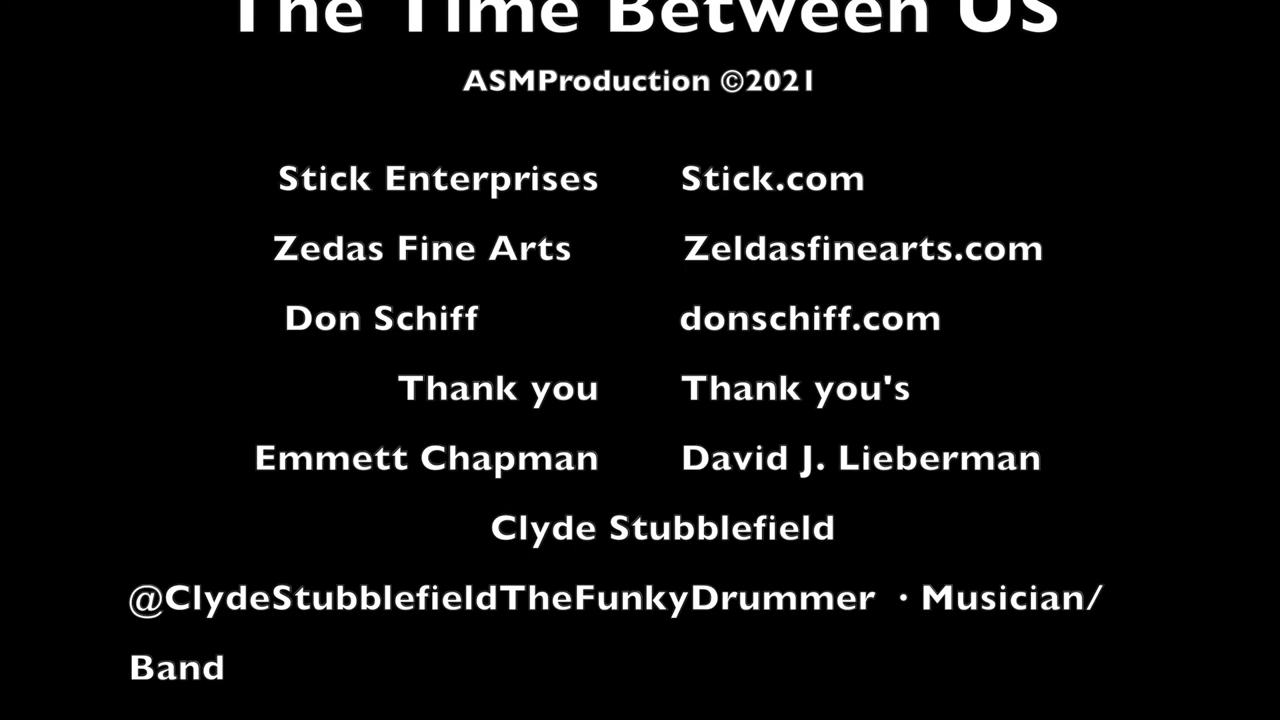 The Time Between US
ASMProduction ©2021
Stick Enterprises Stick.com
Zedas Fine Arts Zeldasfinearts.com
Don Schiff donschiff.com
Thank you Thank you's
Emmett Chapman David J. Lieberman
Clyde Stubblefield
@ClydeStubblefieldTheFunkyDrummer · Musician/
Band